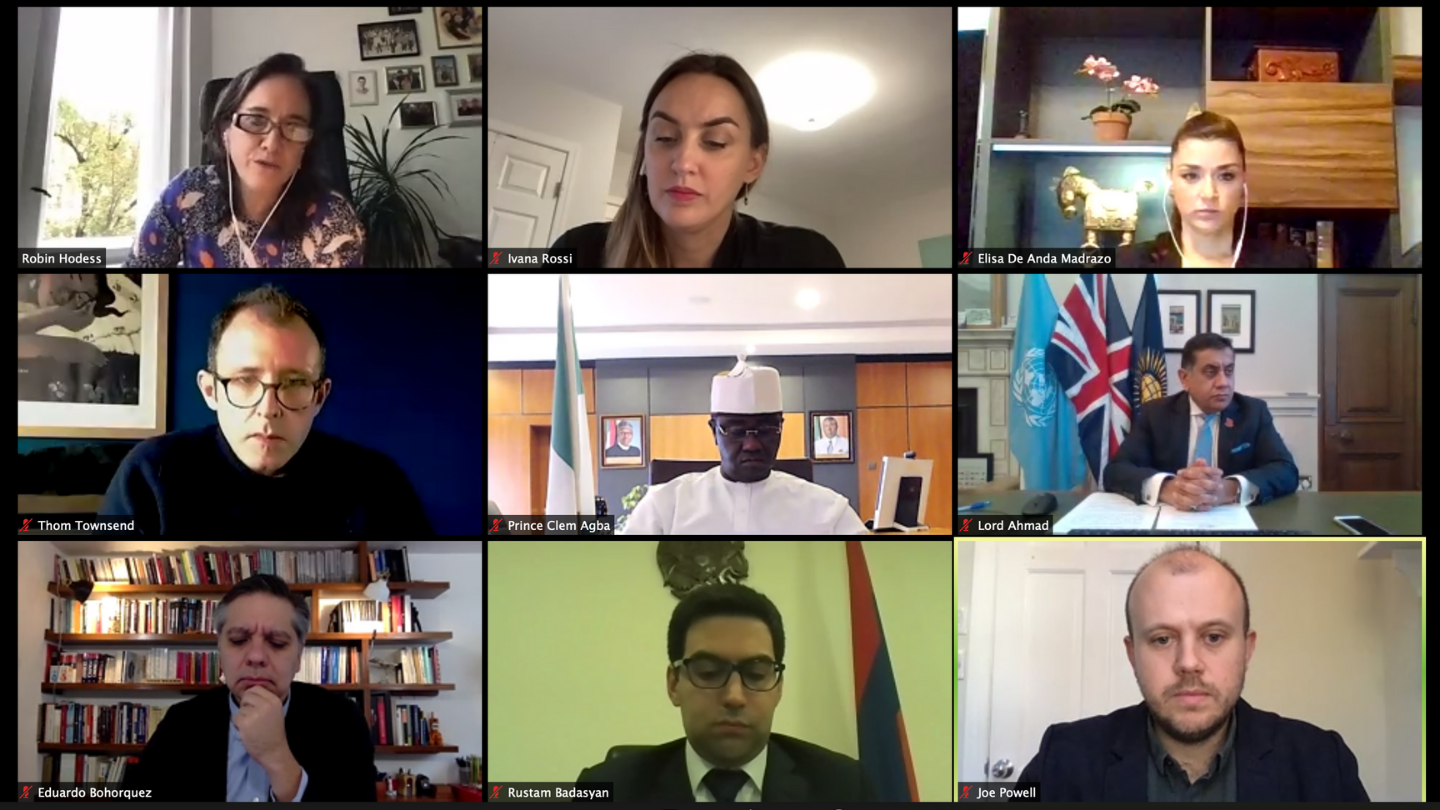 Robin Hodess
Ivana Rossi
Elisa De Anda Madrazo
Thom Townsend
Prince Clem Agba
Lord Ahmad
Eduardo Bohorquez
Rustam Badasyan
Joe Powell